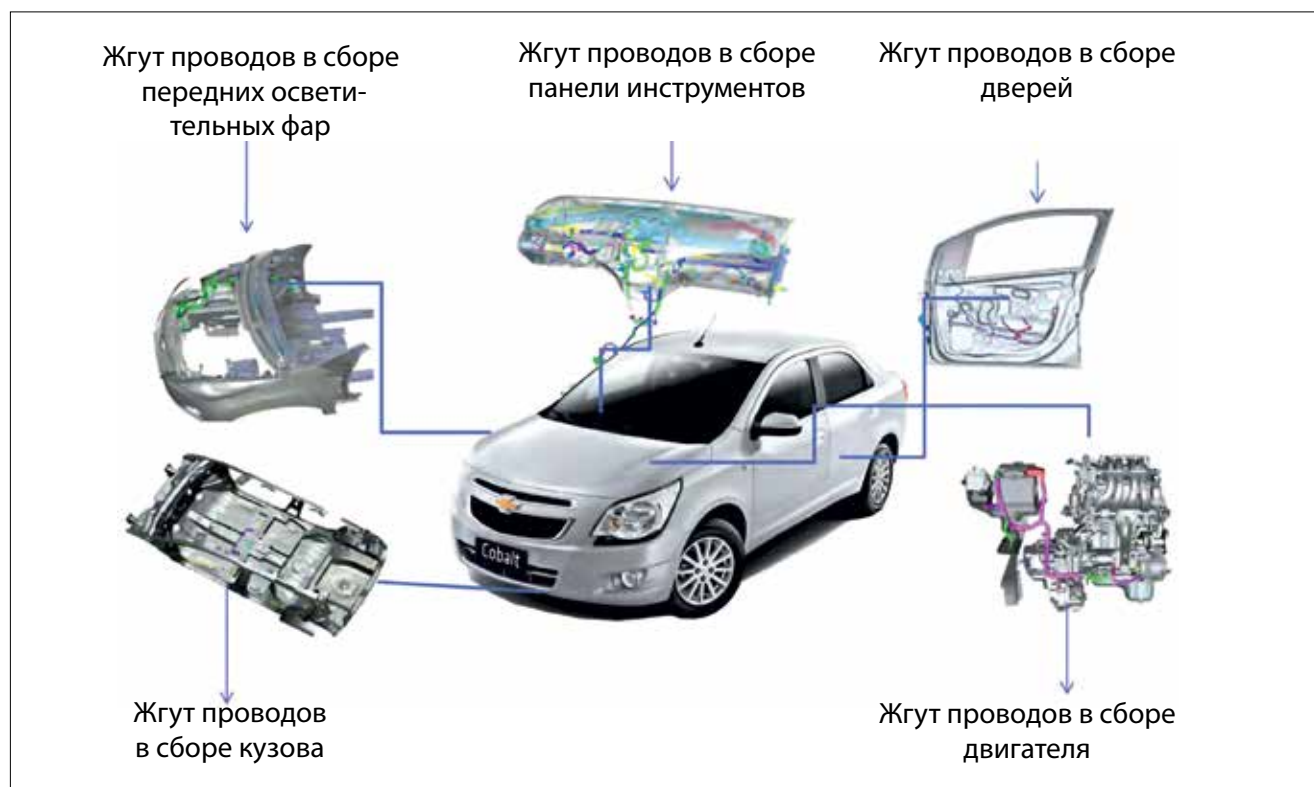 Жгут проводов в сборе
передних освети-
тельных фар
Жгут проводов в сборе
панели инструментов
Жгут проводов в сборе
дверей
Cobalt
Жгут проводов
в сборе кузова
Жгут проводов в сборе
двигателя